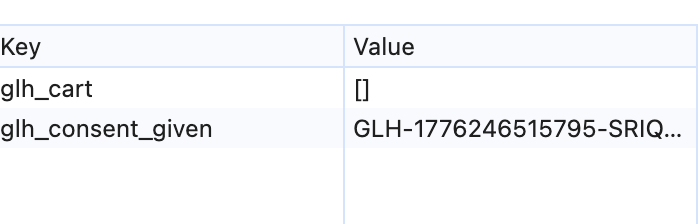 Key Value
glh_cart []
glh_consent_given GLH-1776246515795-SRIQ...